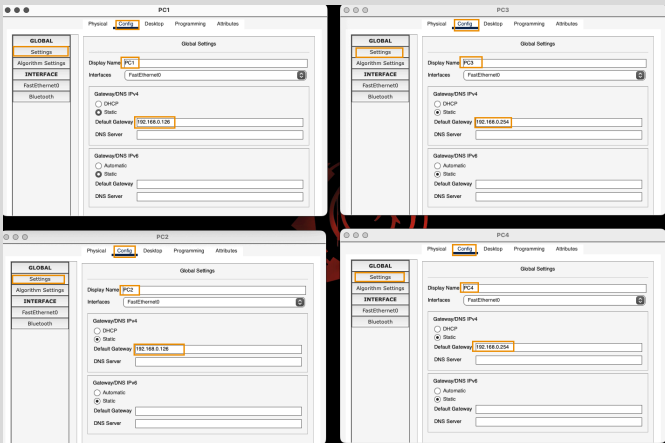 PC1
Physical Config Desktop Programming Attributes
GLOBAL
Settings
Algorithm Settings
INTERFACE
FastEthernet0
Bluetooth
Global Settings
Display Name PC1
Interfaces FastEthernet0
Gateway/DNS IPv4
DHCP
Static
Default Gateway 192.168.0.126
DNS Server
Gateway/DNS IPv6
Automatic
Static
Default Gateway
DNS Server
PC3
Physical Config Desktop Programming Attributes
GLOBAL
Settings
Algorithm Settings
INTERFACE
FastEthernet0
Bluetooth
Global Settings
Display Name PC3
Interfaces FastEthernet0
Gateway/DNS IPv4
DHCP
Static
Default Gateway 192.168.0.254
DNS Server
Gateway/DNS IPv6
Automatic
Static
Default Gateway
DNS Server
PC2
Physical Config Desktop Programming Attributes
GLOBAL
Settings
Algorithm Settings
INTERFACE
FastEthernet0
Bluetooth
Global Settings
Display Name PC2
Interfaces FastEthernet0
Gateway/DNS IPv4
DHCP
Static
Default Gateway 192.168.0.126
DNS Server
Gateway/DNS IPv6
Automatic
Static
Default Gateway
DNS Server
PC4
Physical Config Desktop Programming Attributes
GLOBAL
Settings
Algorithm Settings
INTERFACE
FastEthernet0
Bluetooth
Global Settings
Display Name PC4
Interfaces FastEthernet0
Gateway/DNS IPv4
DHCP
Static
Default Gateway 192.168.0.254
DNS Server
Gateway/DNS IPv6
Automatic
Static
Default Gateway
DNS Server